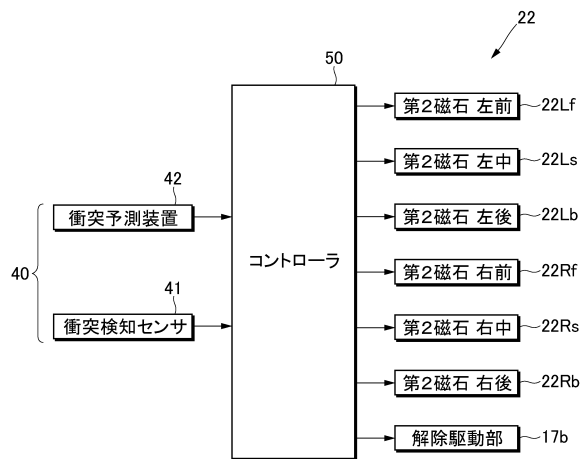 22
50
第2磁石 左前
22Lf
第2磁石 左中
22Ls
42
衝突予測装置
第2磁石 左後
22Lb
40
コントローラ
第2磁石 右前
22Rf
41
衝突検知センサ
第2磁石 右中
22Rs
第2磁石 右後
22Rb
解除駆動部
17b